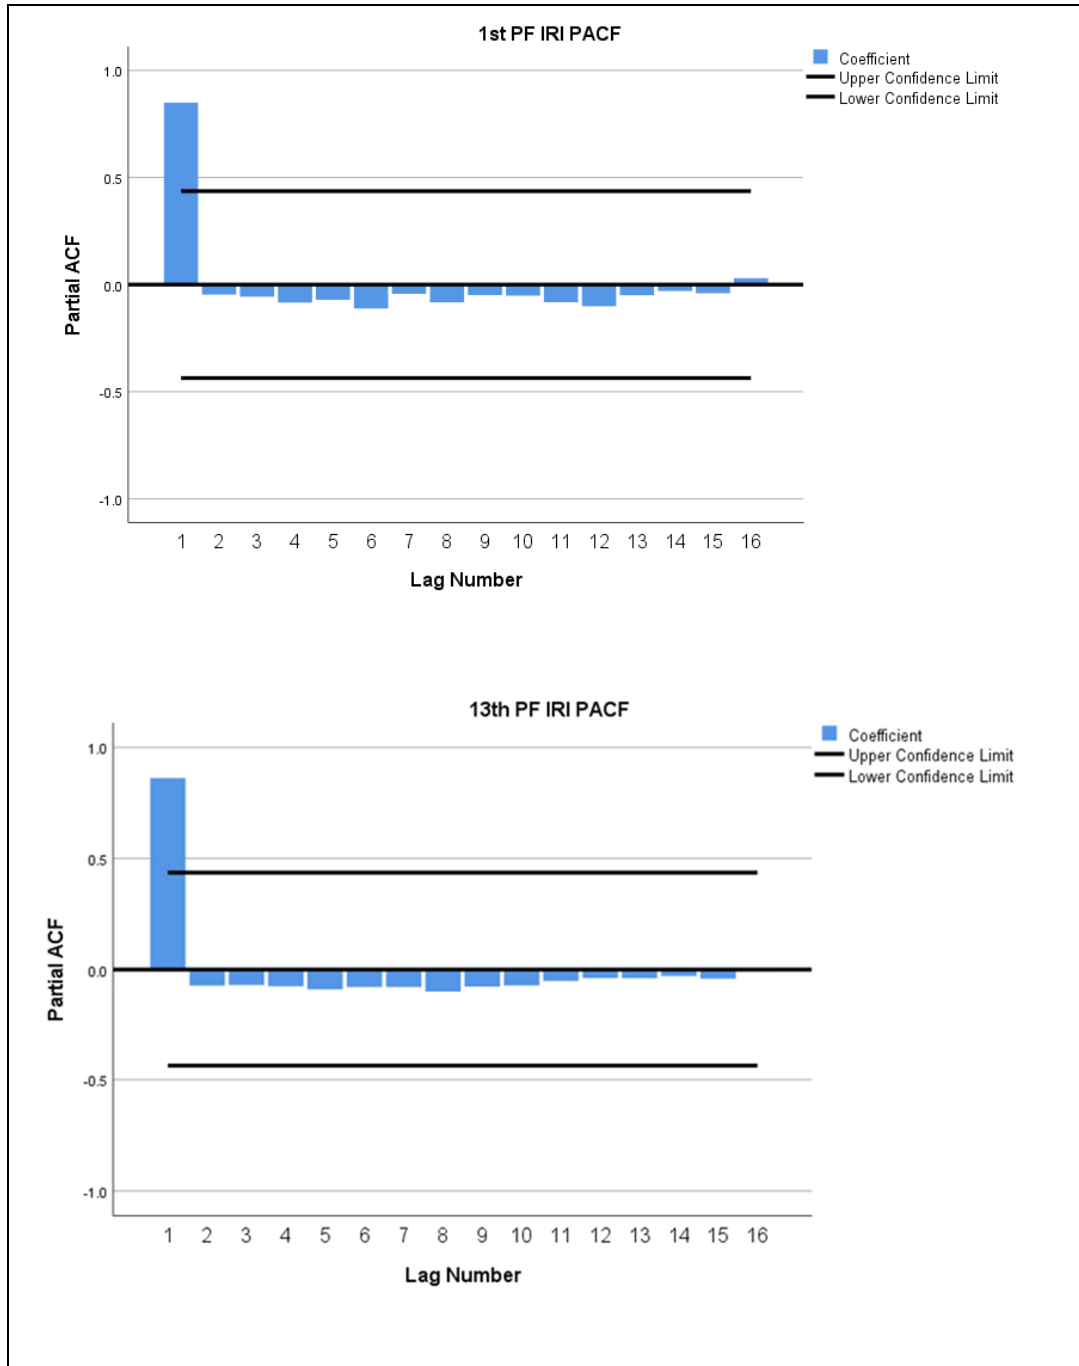 1st PF IRI PACF
Coefficient
Upper Confidence Limit
Lower Confidence Limit
1.0
0.5
0.0
-0.5
-1.0
Partial ACF
1 2 3 4 5 6 7 8 9 10 11 12 13 14 15 16
Lag Number
13th PF IRI PACF
Coefficient
Upper Confidence Limit
Lower Confidence Limit
1.0
0.5
0.0
-0.5
-1.0
Partial ACF
1 2 3 4 5 6 7 8 9 10 11 12 13 14 15 16
Lag Number